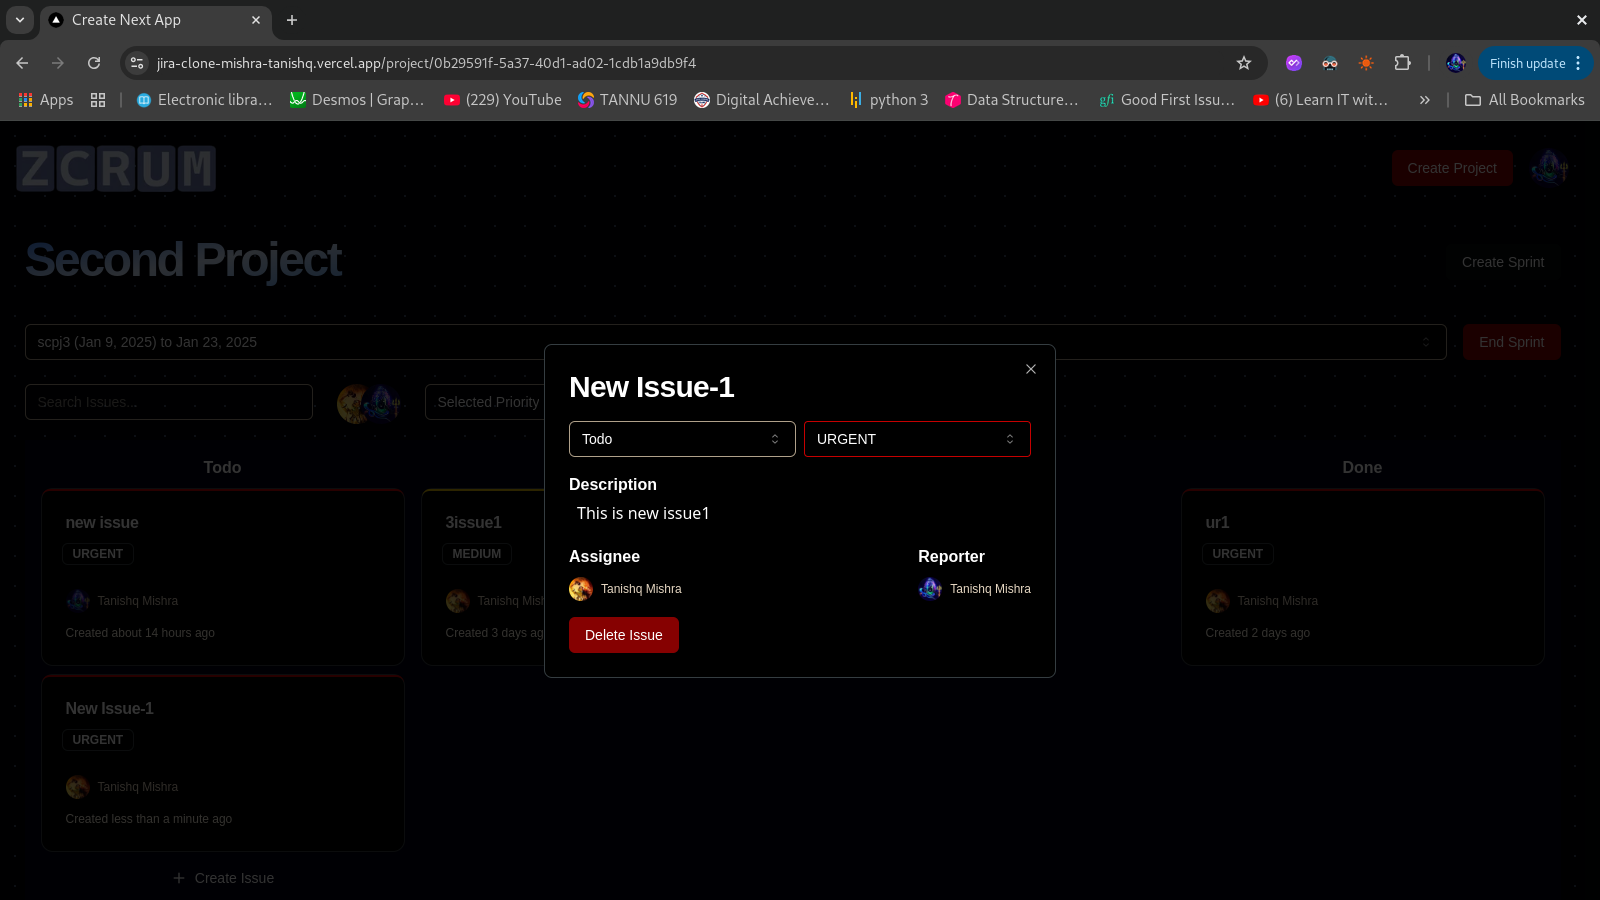 Create Next App
jira-clone-mishra-tanishq.vercel.app/project/0b29591f-5a37-40d1-ad02-1cdb1a9db9f4
Finish update
Apps
Electronic libra...
Desmos | Grap...
(229) YouTube
TANNU 619
Digital Achieve...
python 3
Data Structure...
gfi
Good First Issu...
(6) Learn IT wit...
All Bookmarks
ZCRUM
Create Project
Second Project
Create Sprint
scpj3 (Jan 9, 2025) to Jan 23, 2025
End Sprint
Search Issues...
Selected Priority
New Issue-1
Todo
URGENT
Description
This is new issue1
Assignee
Reporter
Tanishq Mishra
Tanishq Mishra
Delete Issue
Todo
new issue
URGENT
Tanishq Mishra
Created about 14 hours ago
New Issue-1
URGENT
Tanishq Mishra
Created less than a minute ago
Create Issue
3issue1
MEDIUM
Tanishq Mish
Created 3 days ag
Done
ur1
URGENT
Tanishq Mishra
Created 2 days ago